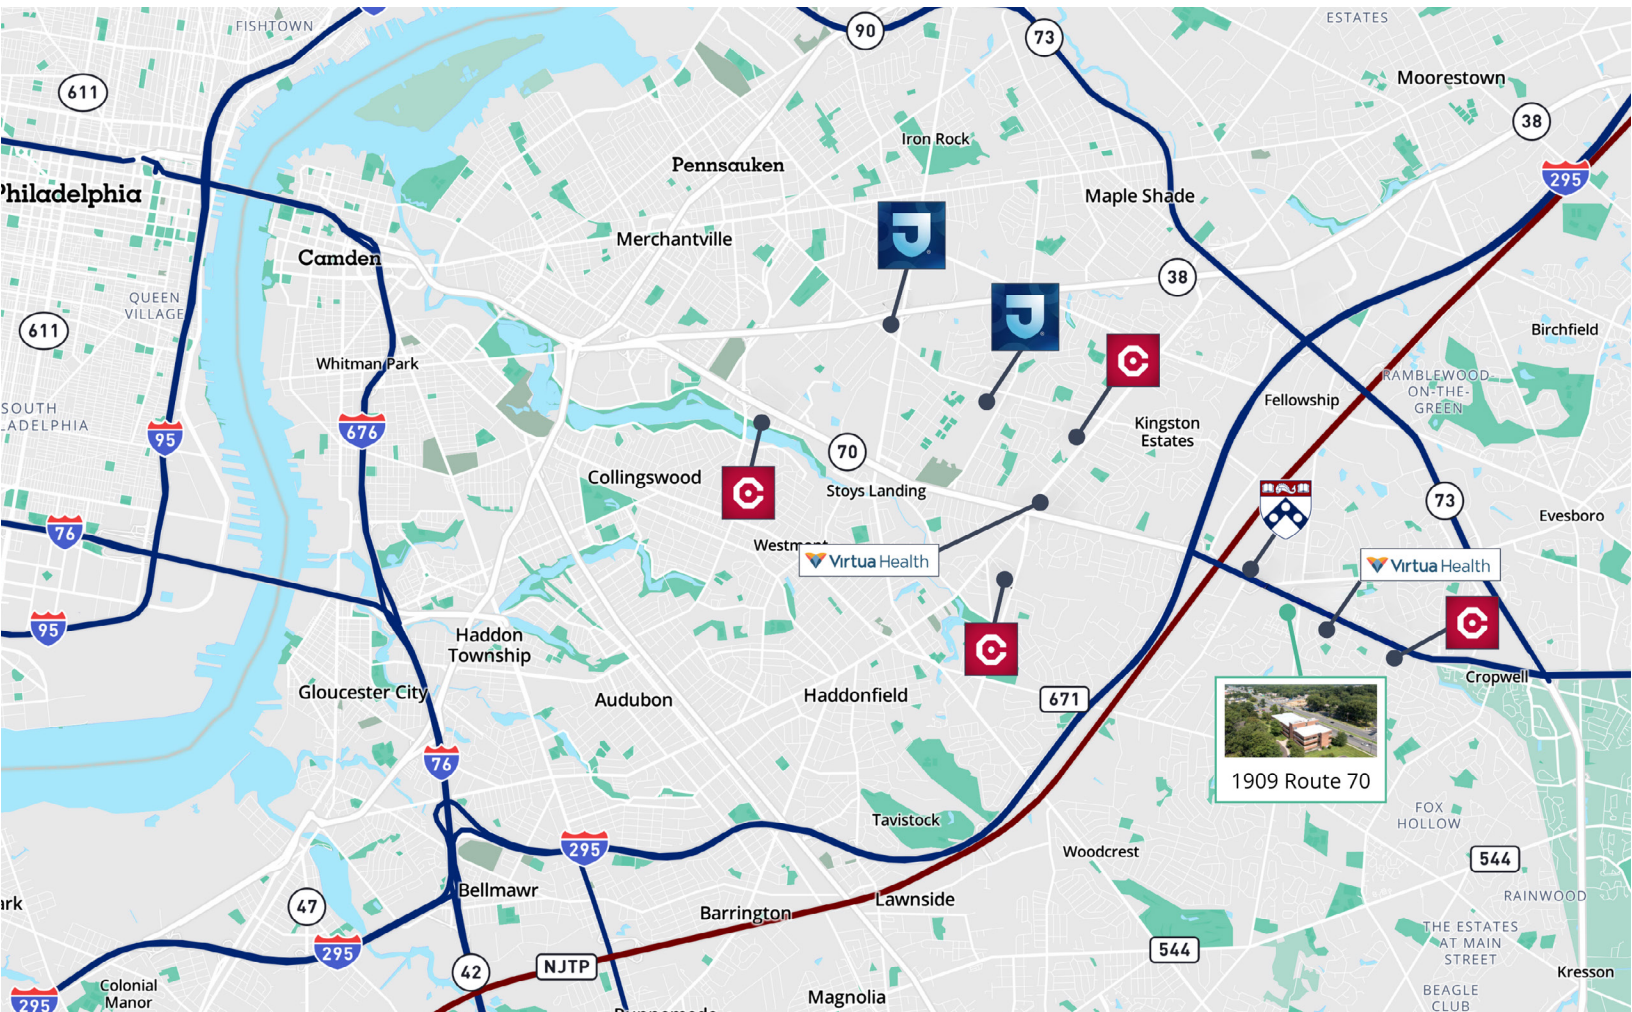 FISHTOWN
90
73
ESTATES
611
Moorestown
38
Iron Rock
Pennsauken
295
Philadelphia
Maple Shade
Merchantville
Camden
38
QUEEN
VILLAGE
611
Birchfield
Whitman Park
RAMBLEWOOD-
ON-THE-
GREEN
Fellowship
SOUTH
LADELPHIA
676
95
Kingston
Estates
70
Collingswood
Stoys Landing
73
Evesboro
76
Westmont
Virtua Health
Virtua Health
95
Haddon
Township
Cropwell
Gloucester City
Audubon
Haddonfield
671
76
1909 Route 70
Tavistock
FOX
HOLLOW
295
Woodcrest
544
Bellmawr
RAINWOOD
47
ark
Lawnside
Barrington
THE ESTATES
AT MAIN
STREET
295
544
NJTP
42
Kresson
Colonial
Manor
Magnolia
BEAGLE
CLUB
295